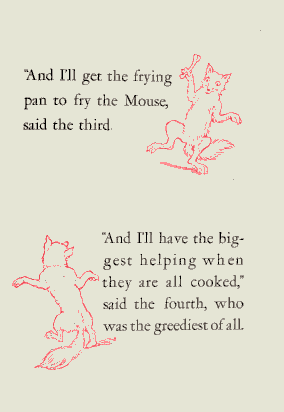 “And I’ll get the frying
pan to fry the Mouse,
said the third.
“And I’ll have the big-
gest helping when
they are all cooked,”
said the fourth, who
was the greediest of all.